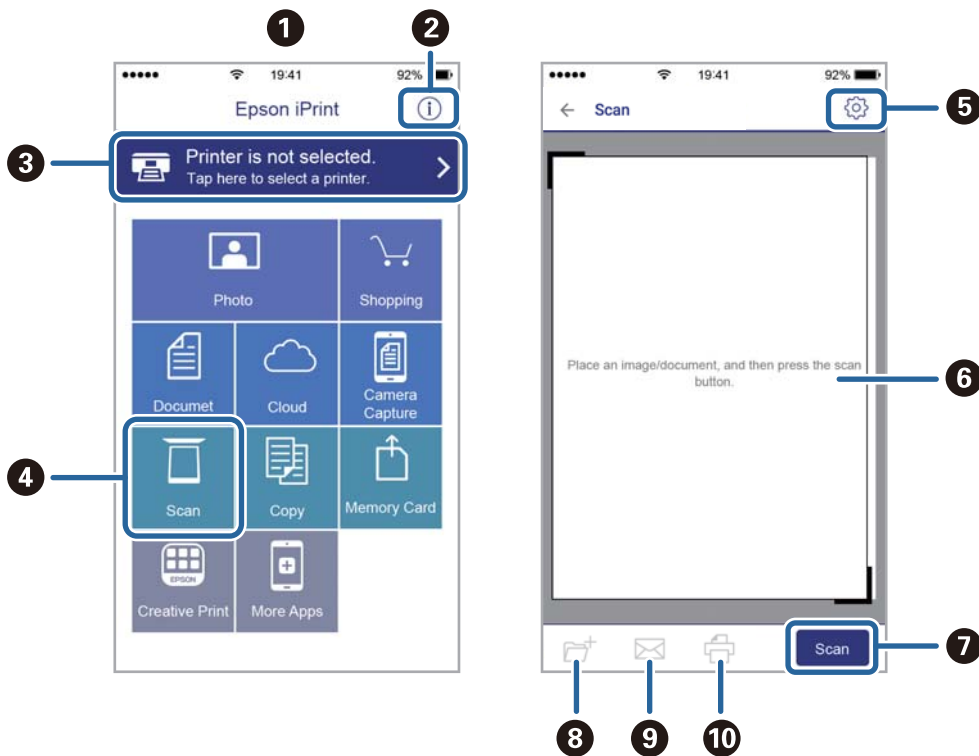 1
2
19:41
92%
Epson iPrint
i
3
Printer is not selected.
Tap here to select a printer.
Photo
Shopping
Documet
Cloud
Camera
Capture
4
Scan
Copy
Memory Card
EPSON
Creative Print
More Apps
19:41
92%
Scan
5
Place an image/document, and then press the scan
button.
6
Scan
7
8
9
10